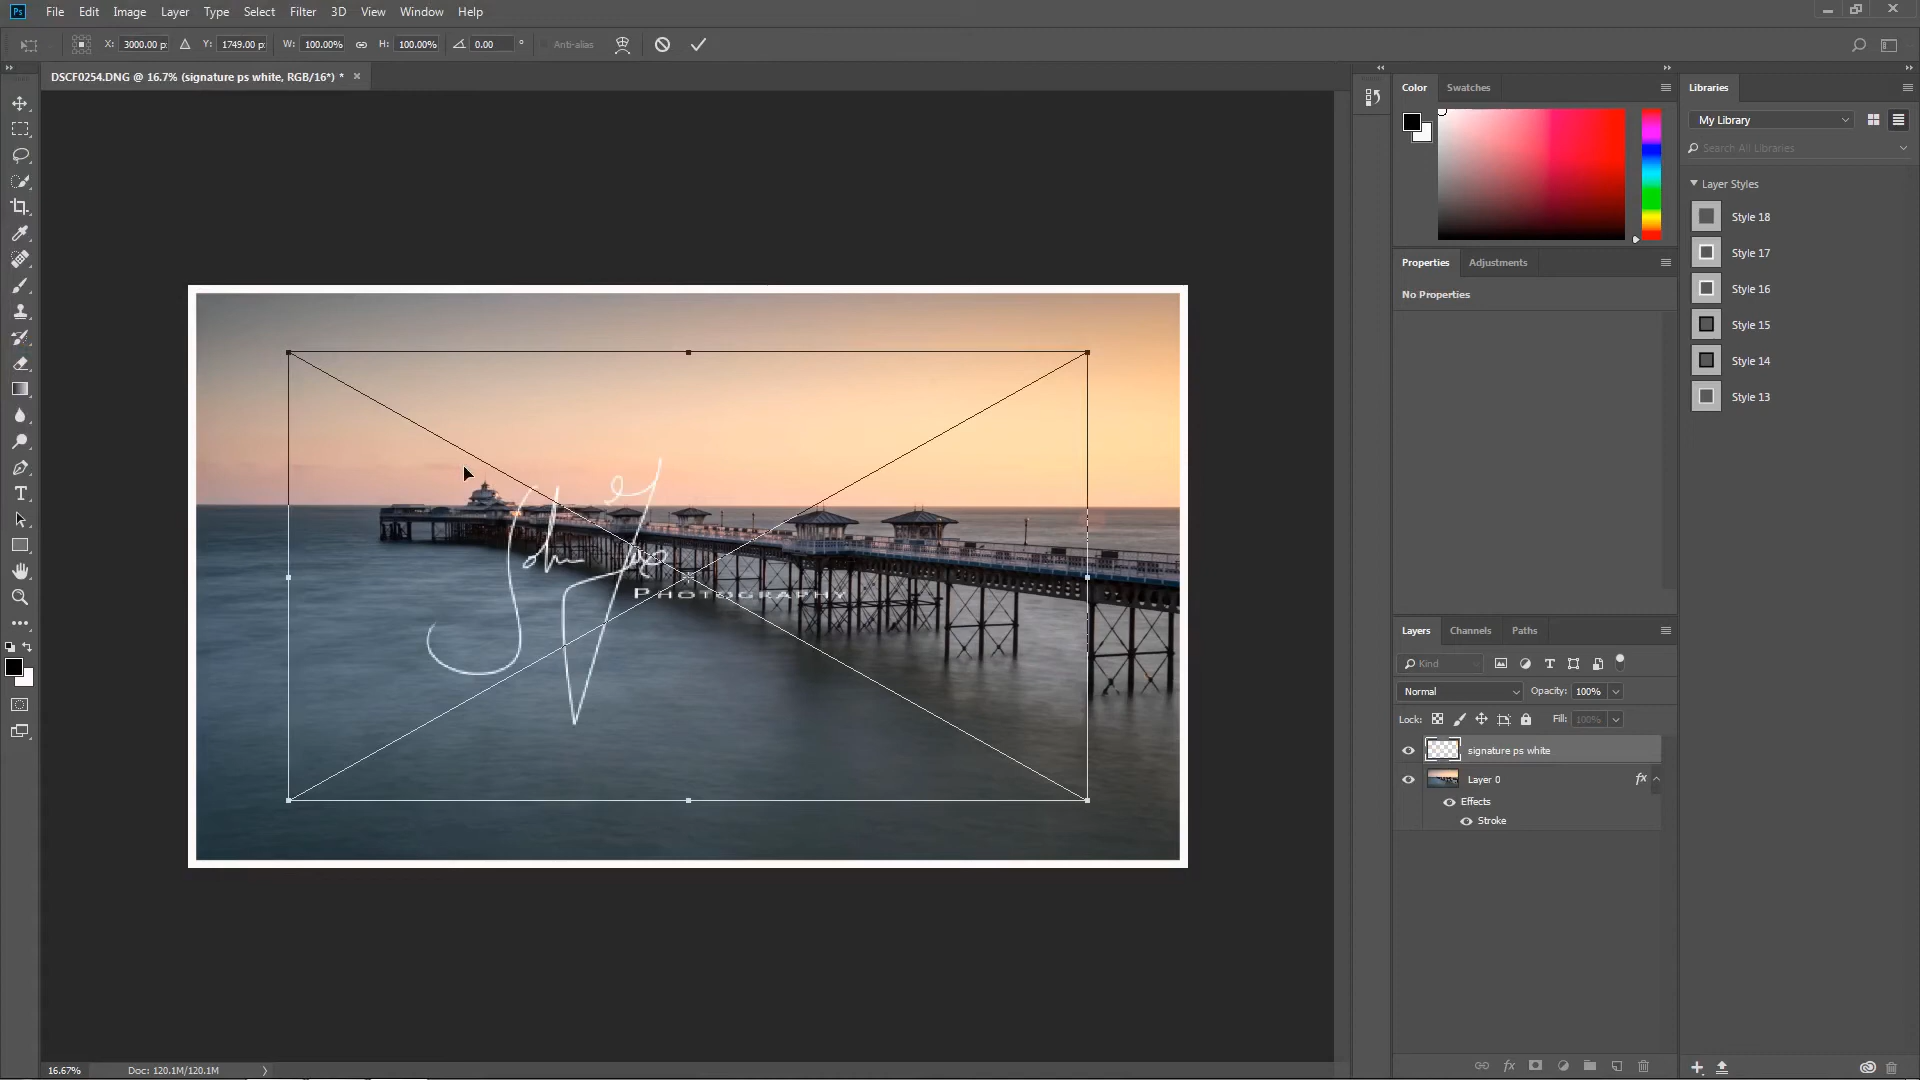 Ps File Edit Image Layer Type Select Filter 3D View Window Help
X: 3000.00 p: Y: 1749.00 p: W: 100.00% H: 100.00% 0.00 ° Anti-alias
DSCF0254.DNG @ 16.7% (signature ps white, RGB/16*) * ×
Color Swatches
Libraries
My Library
Search All Libraries
Layer Styles
Style 18
Style 17
Style 16
Style 15
Style 14
Style 13
Properties Adjustments
No Properties
John
Photography
Layers Channels Paths
Kind
Normal Opacity: 100%
Lock: Fill: 100%
signature ps white
Layer 0 fx
Effects
Stroke
fx
16.67% Doc: 120.1M/120.1M